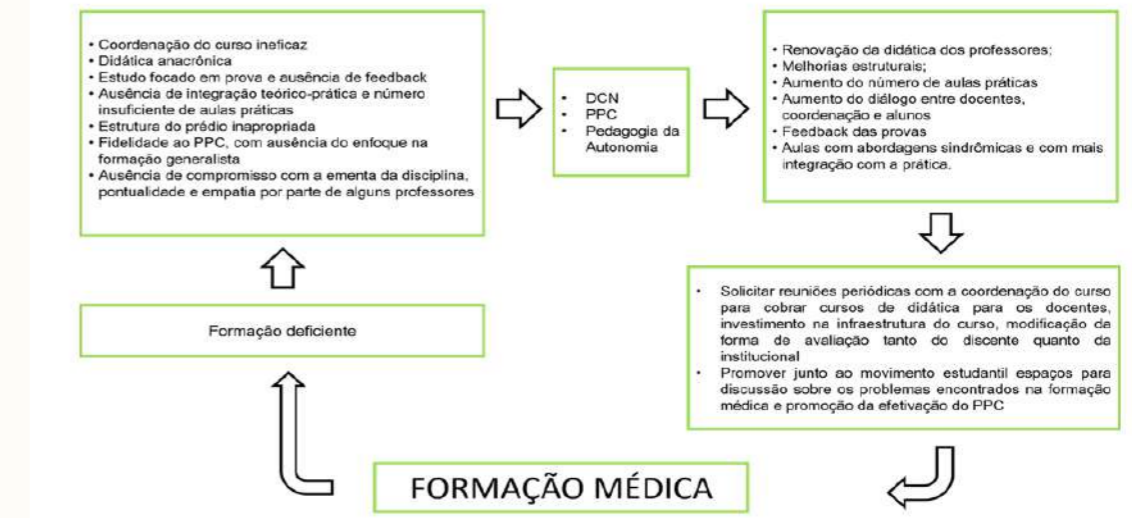 • Coordenação do curso ineficaz
• Didática anacrônica
• Estudo focado em prova e ausência de feedback
• Ausência de integração teórico-prática e número
insuficiente de aulas práticas
• Estrutura do prédio inapropriada
• Fidelidade ao PPC, com ausência do enfoque na
formação generalista
• Ausência de compromisso com a ementa da disciplina,
pontualidade e empatia por parte de alguns professores
• DCN
• PPC
• Pedagogia da
Autonomia
• Renovação da didática dos professores;
• Melhorias estruturais;
• Aumento do número de aulas práticas
• Aumento do diálogo entre docentes,
coordenação e alunos
• Feedback das provas
• Aulas com abordagens sindrômicas e com mais
integração com a prática.
• Solicitar reuniões periódicas com a coordenação do curso
para cobrar cursos de didática para os docentes,
investimento na infraestrutura do curso, modificação da
forma de avaliação tanto do discente quanto da
institucional
• Promover junto ao movimento estudantil espaços para
discussão sobre os problemas encontrados na formação
médica e promoção da efetivação do PPC
Formação deficiente
FORMAÇÃO MÉDICA